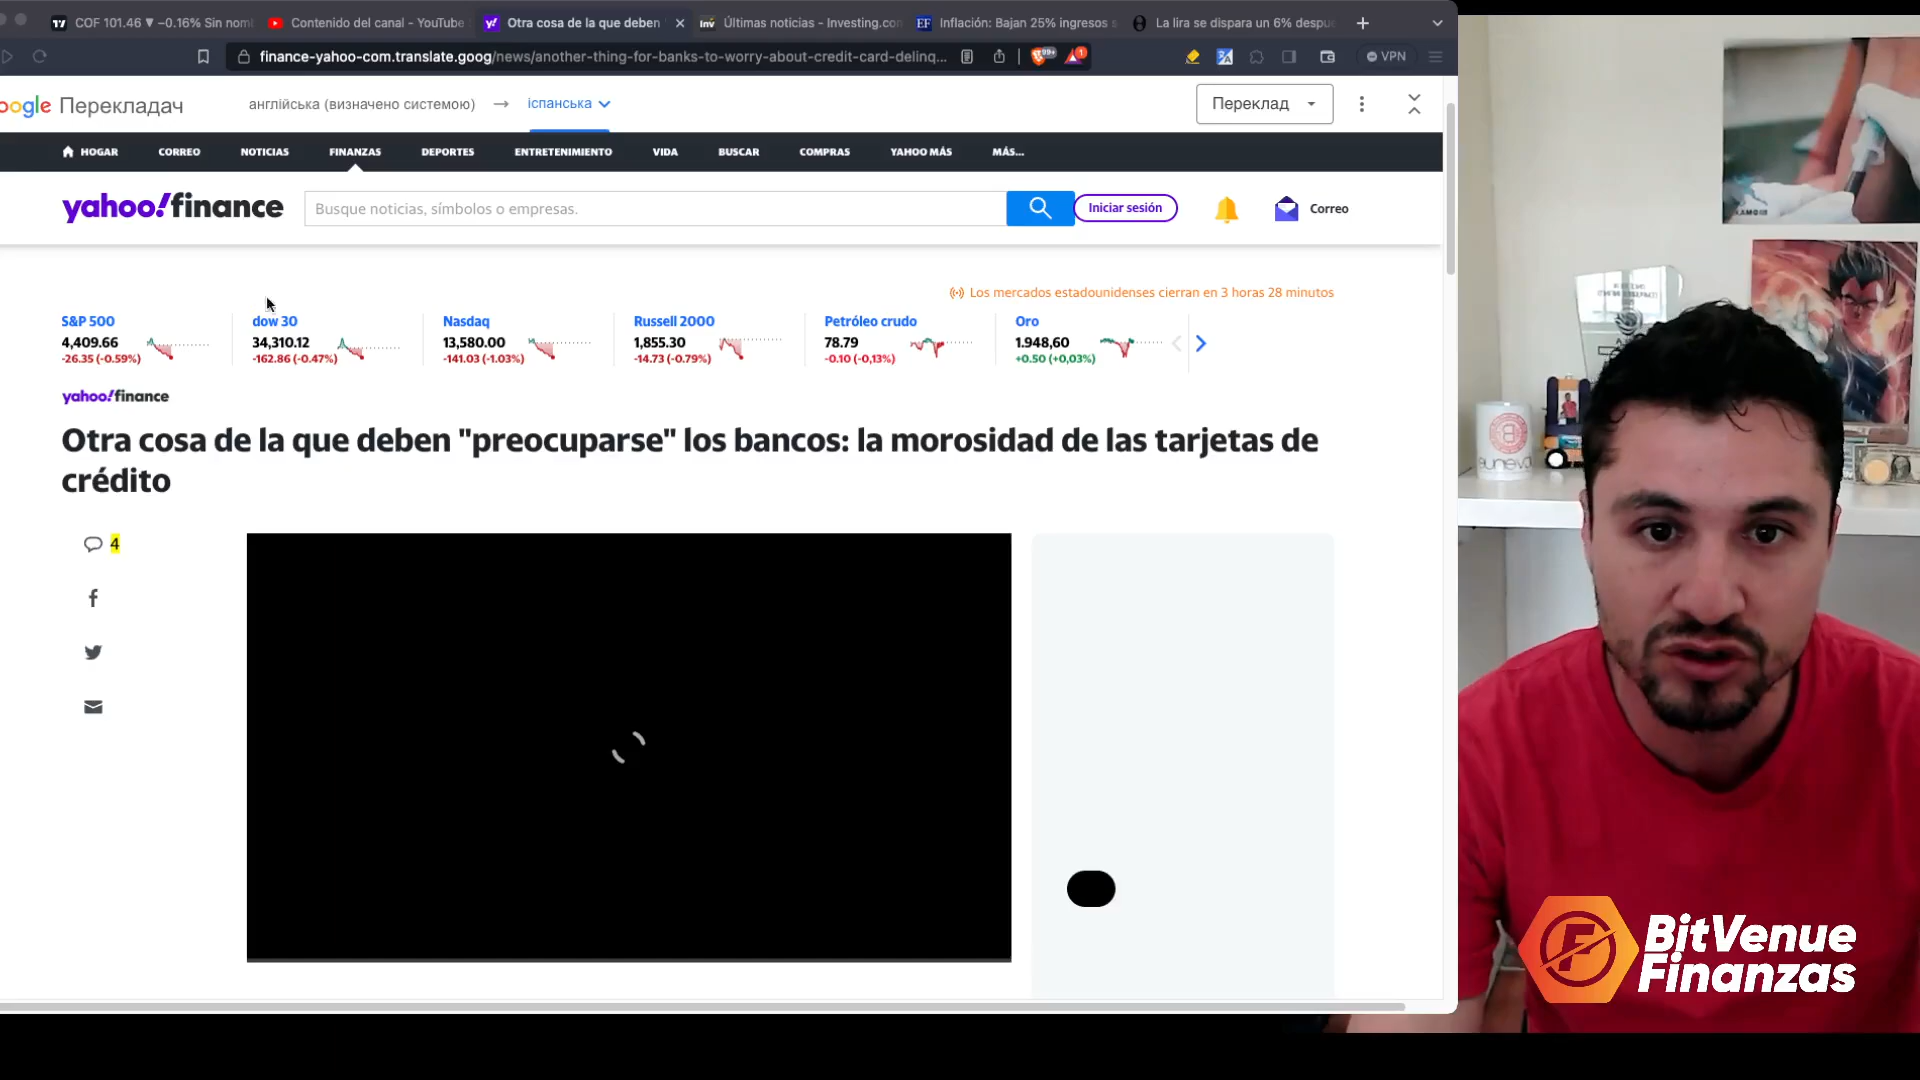 COF 101.46 ▼ −0.16% Sin nom
Contenido del canal - YouTube
Otra cosa de la que deben
Últimas noticias - Investing.co
Inflación: Bajan 25% ingresos s
La lira se dispara un 6% despu
finance-yahoo-com.translate.goog/news/another-thing-for-banks-to-worry-about-credit-card-delinq...
99+
1
VPN
oogle Перекладач
англійська (визначено системою) → іспанська
Переклад
HOGAR CORREO NOTICIAS FINANZAS DEPORTES ENTRETENIMIENTO VIDA BUSCAR COMPRAS YAHOO MÁS MÁS...
yahoo!finance
Busque noticias, símbolos o empresas.
Iniciar sesión
Correo
Los mercados estadounidenses cierran en 3 horas 28 minutos
S&P 500
4,409.66
-26.35 (-0.59%)
dow 30
34,310.12
-162.86 (-0.47%)
Nasdaq
13,580.00
-141.03 (-1.03%)
Russell 2000
1,855.30
-14.73 (-0.79%)
Petróleo crudo
78.79
-0.10 (-0,13%)
Oro
1.948,60
+0.50 (+0,03%)
yahoo!finance
Otra cosa de la que deben "preocuparse" los bancos: la morosidad de las tarjetas de
crédito
4
BitVenue
Finanzas